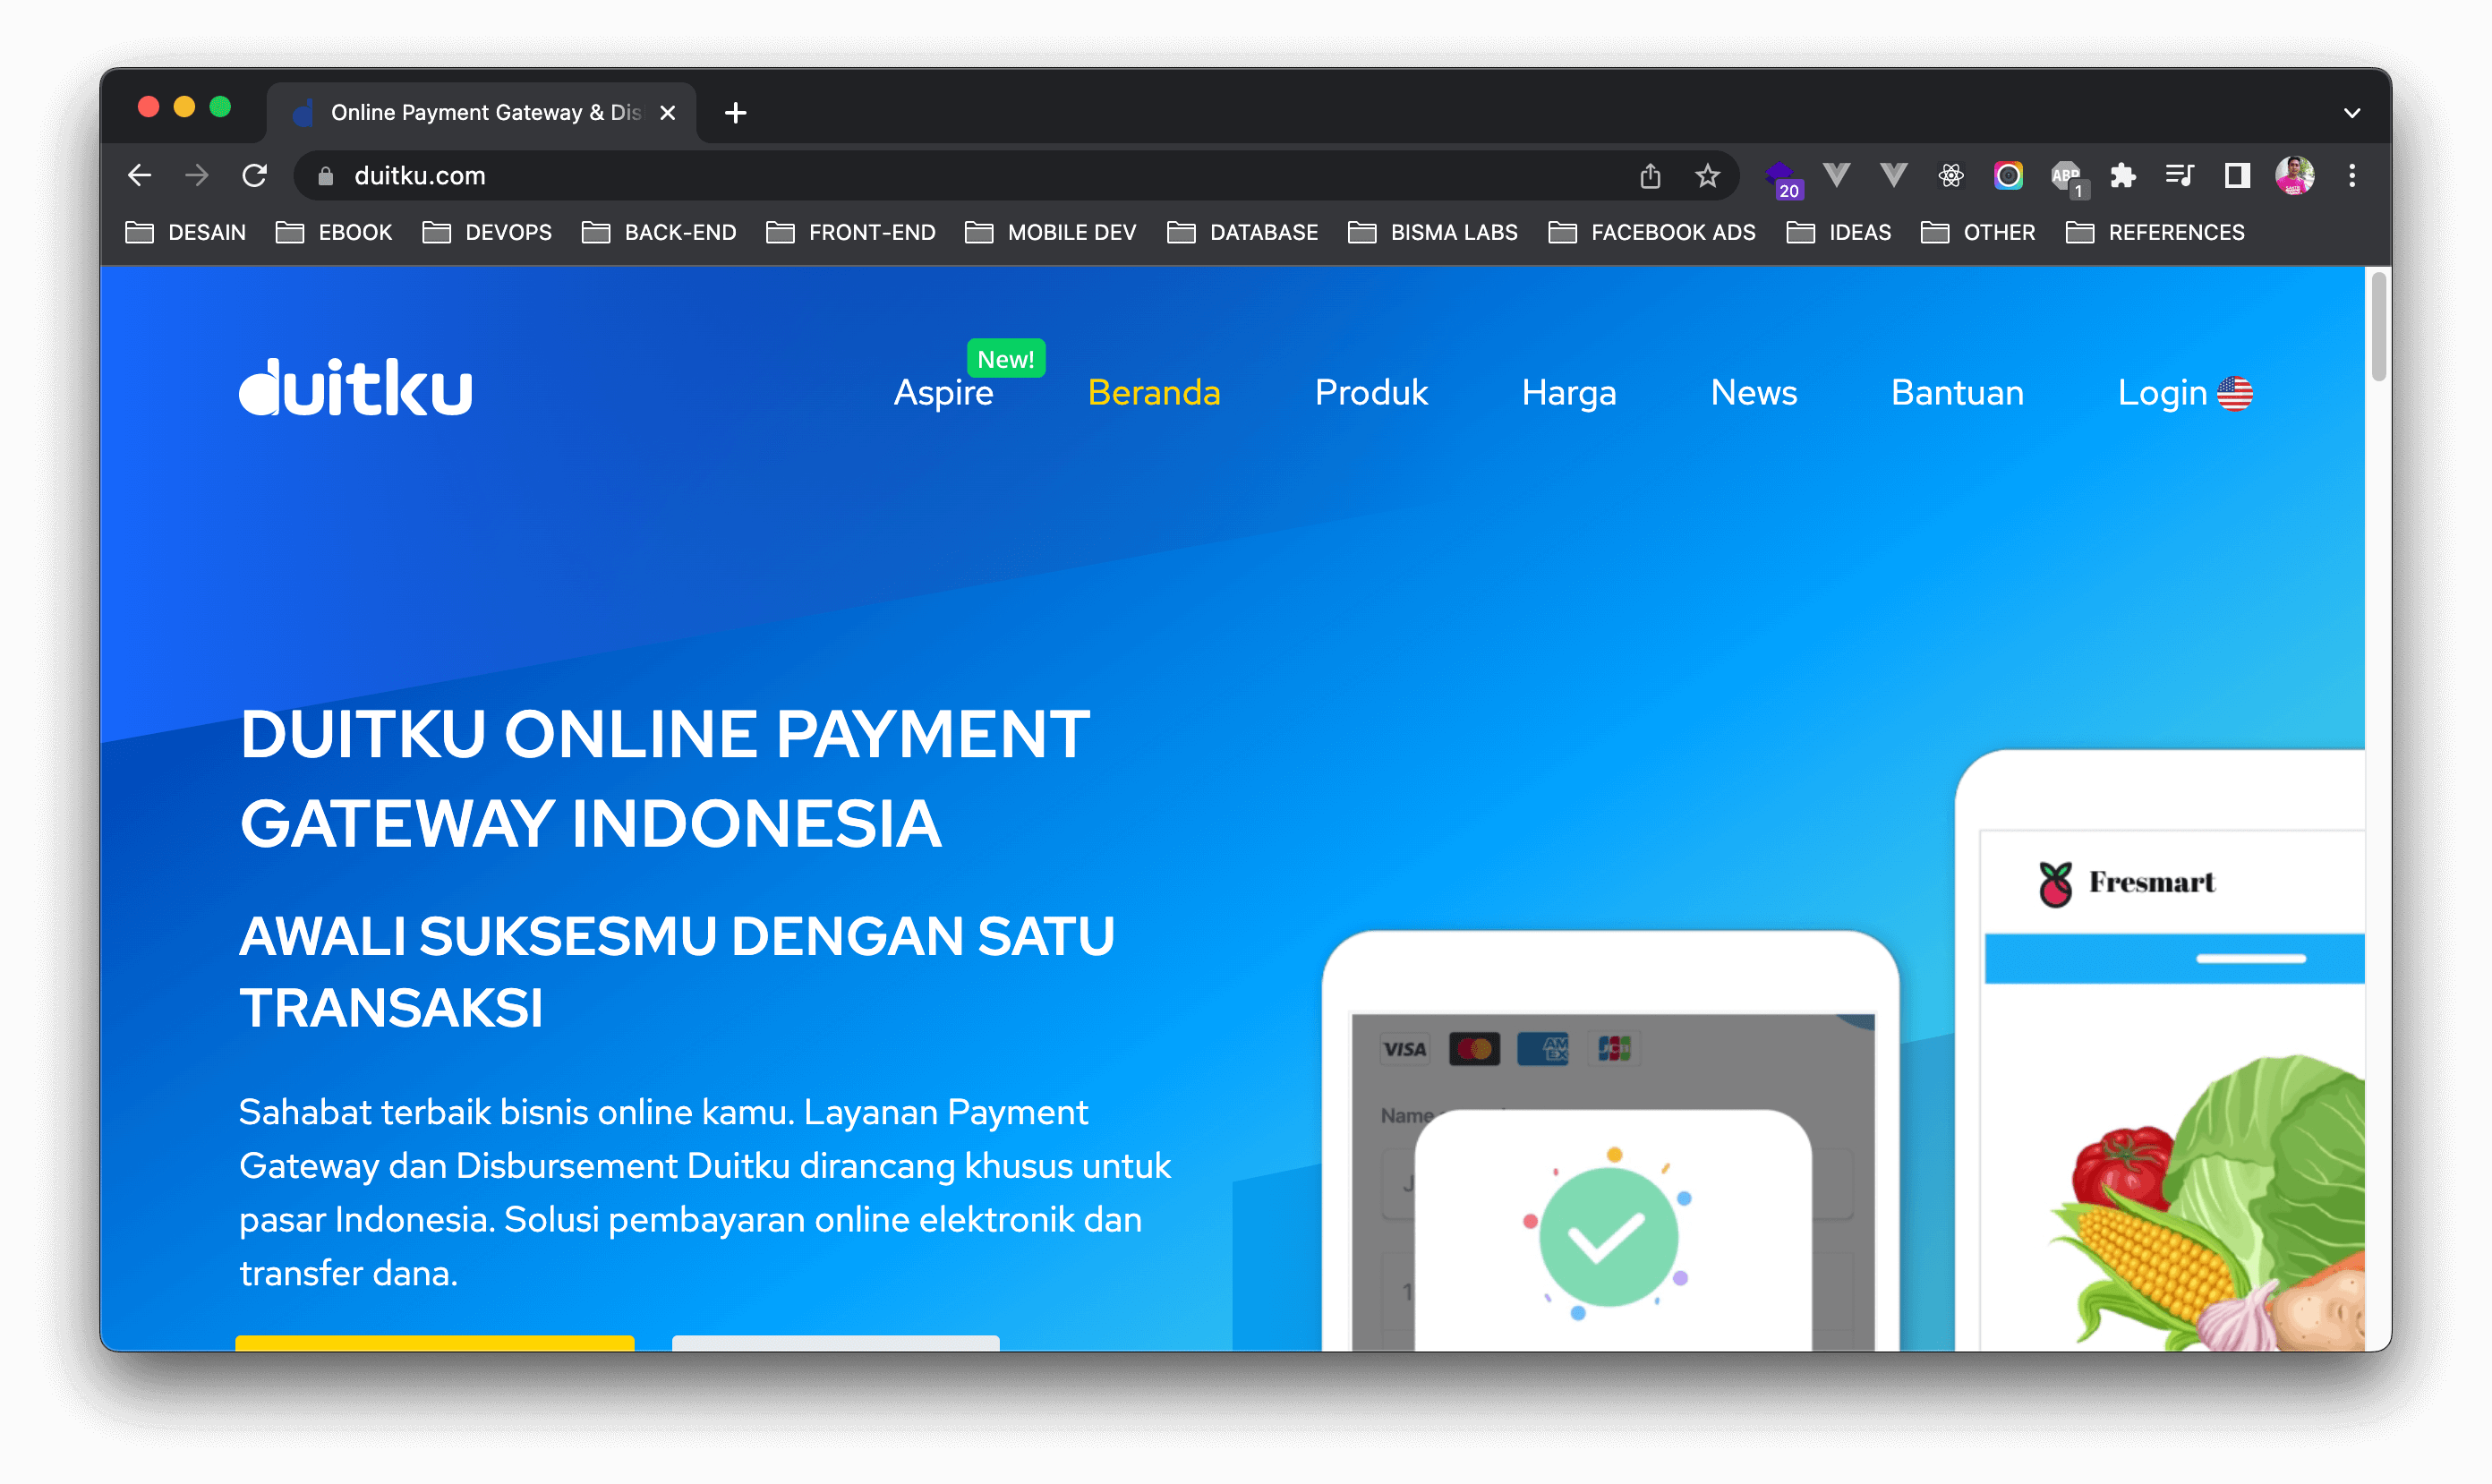 Online Payment Gateway & Dis
duitku.com
20
ABP
1
DESAIN EBOOK DEVOPS BACK-END FRONT-END MOBILE DEV DATABASE BISMA LABS FACEBOOK ADS IDEAS OTHER REFERENCES
duitku
New!
Aspire Beranda Produk Harga News Bantuan Login
DUITKU ONLINE PAYMENT
GATEWAY INDONESIA
AWALI SUKSESMU DENGAN SATU
TRANSAKSI
Sahabat terbaik bisnis online kamu. Layanan Payment
Gateway dan Disbursement Duitku dirancang khusus untuk
pasar Indonesia. Solusi pembayaran online elektronik dan
transfer dana.
Fresmart
VISA AMEX JCB
Name